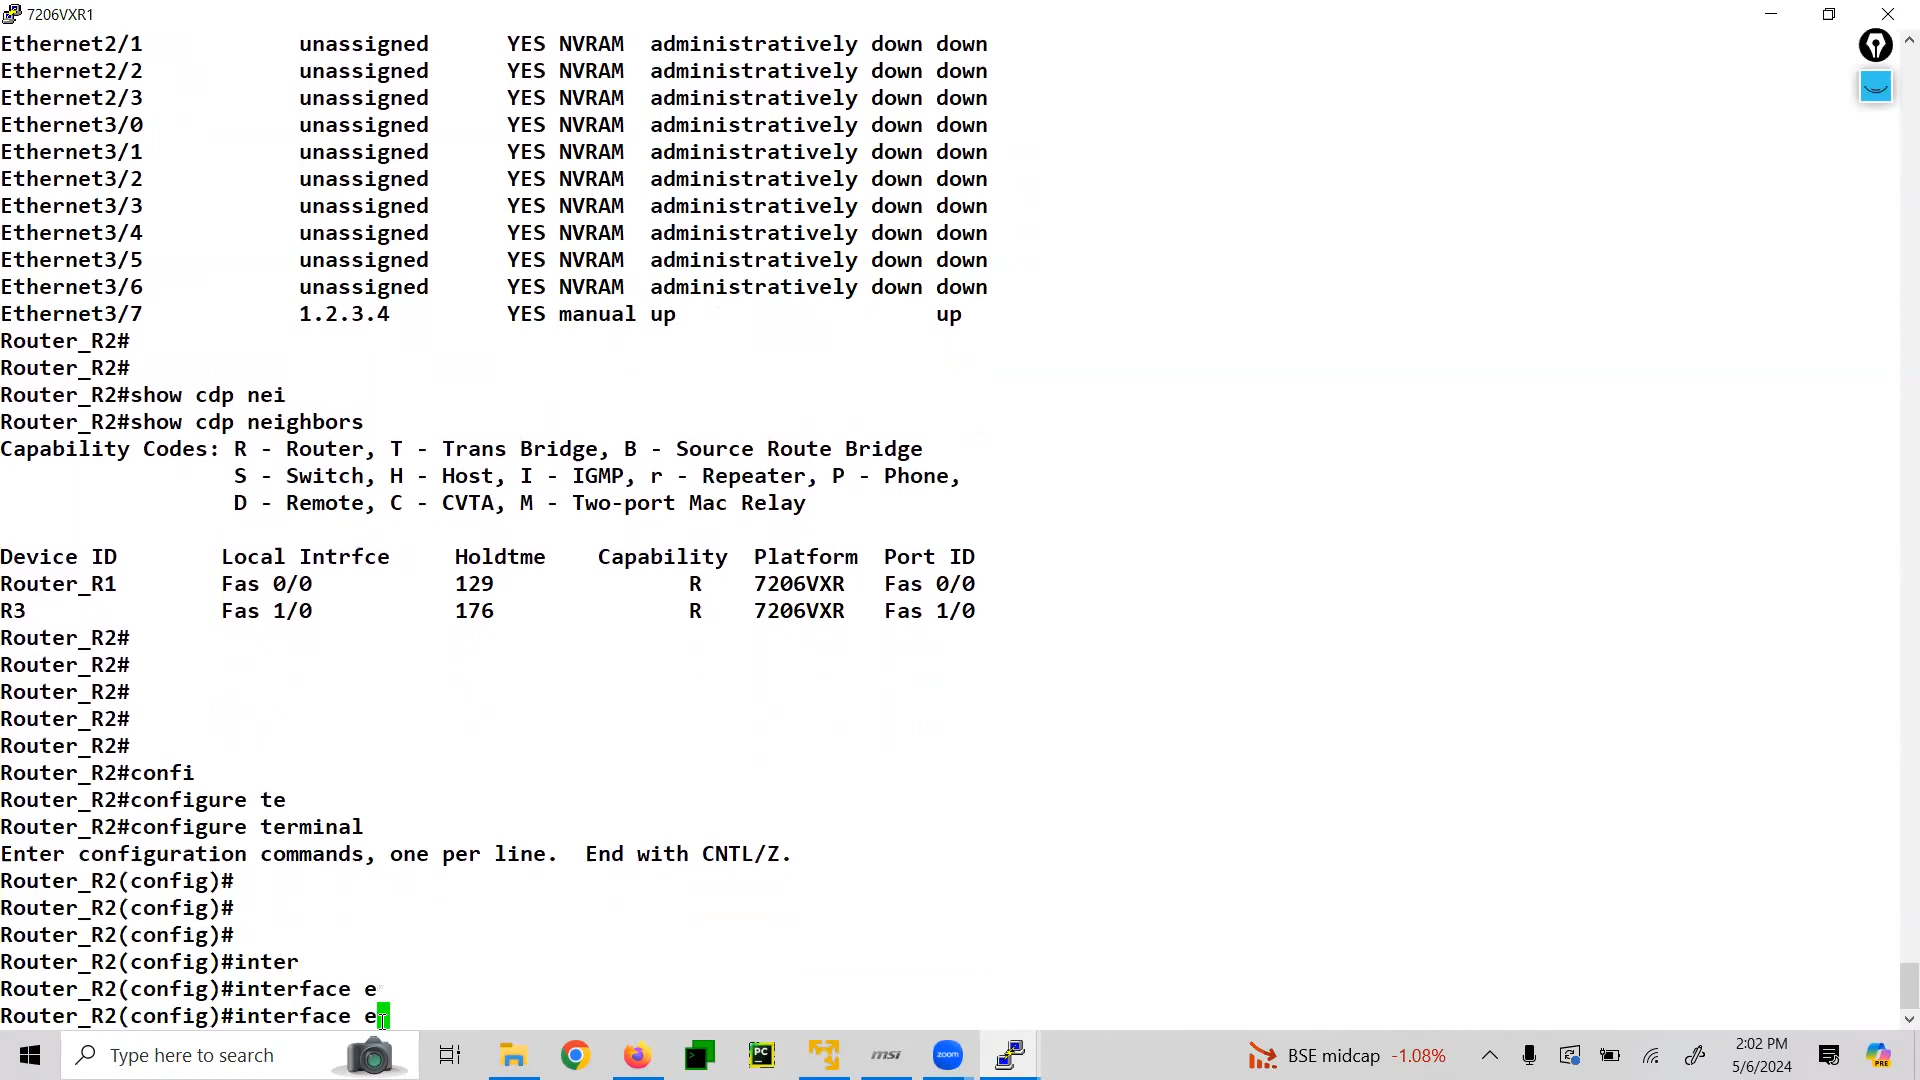 7206VXR1
Ethernet2/1 unassigned YES NVRAM administratively down down
Ethernet2/2 unassigned YES NVRAM administratively down down
Ethernet2/3 unassigned YES NVRAM administratively down down
Ethernet3/0 unassigned YES NVRAM administratively down down
Ethernet3/1 unassigned YES NVRAM administratively down down
Ethernet3/2 unassigned YES NVRAM administratively down down
Ethernet3/3 unassigned YES NVRAM administratively down down
Ethernet3/4 unassigned YES NVRAM administratively down down
Ethernet3/5 unassigned YES NVRAM administratively down down
Ethernet3/6 unassigned YES NVRAM administratively down down
Ethernet3/7 1.2.3.4 YES manual up up
Router_R2#
Router_R2#
Router_R2#show cdp nei
Router_R2#show cdp neighbors
Capability Codes: R - Router, T - Trans Bridge, B - Source Route Bridge
S - Switch, H - Host, I - IGMP, r - Repeater, P - Phone,
D - Remote, C - CVTA, M - Two-port Mac Relay
Device ID Local Intrfce Holdtme Capability Platform Port ID
Router_R1 Fas 0/0 129 R 7206VXR Fas 0/0
R3 Fas 1/0 176 R 7206VXR Fas 1/0
Router_R2#
Router_R2#
Router_R2#
Router_R2#
Router_R2#
Router_R2#confi
Router_R2#configure te
Router_R2#configure terminal
Enter configuration commands, one per line. End with CNTL/Z.
Router_R2(config)#
Router_R2(config)#
Router_R2(config)#
Router_R2(config)#inter
Router_R2(config)#interface e
Router_R2(config)#interface e
Type here to search
PC
msi
zoom
BSE midcap -1.08%
2:02 PM
5/6/2024
PRE